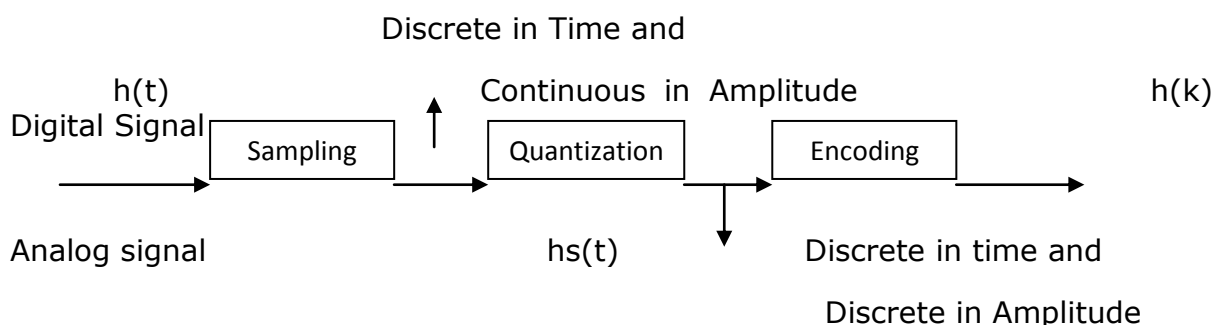 Discrete in Time and
h(t) Continuous in Amplitude h(k)
Digital Signal
Sampling Quantization Encoding
Analog signal hs(t) Discrete in time and
Discrete in Amplitude